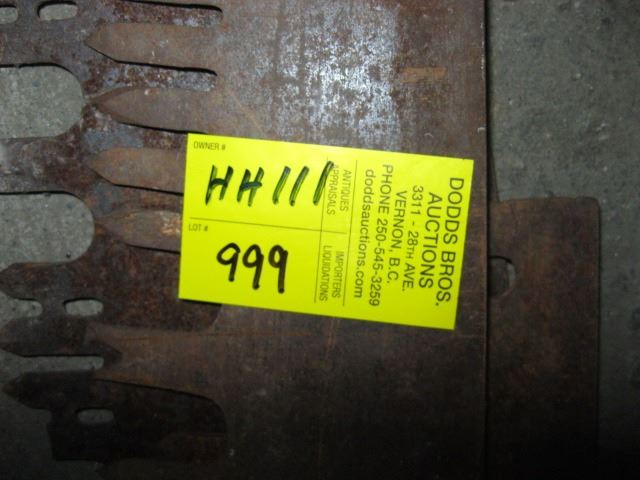 OWNER #
HH111
LOT #
999
ANTIQUES
APPRAISALS
IMPORTERS
LIQUIDATIONS
DODDS BROS.
AUCTIONS
3311 - 28TH AVE.
VERNON, B.C.
PHONE 250-545-3259
doddsauctions.com